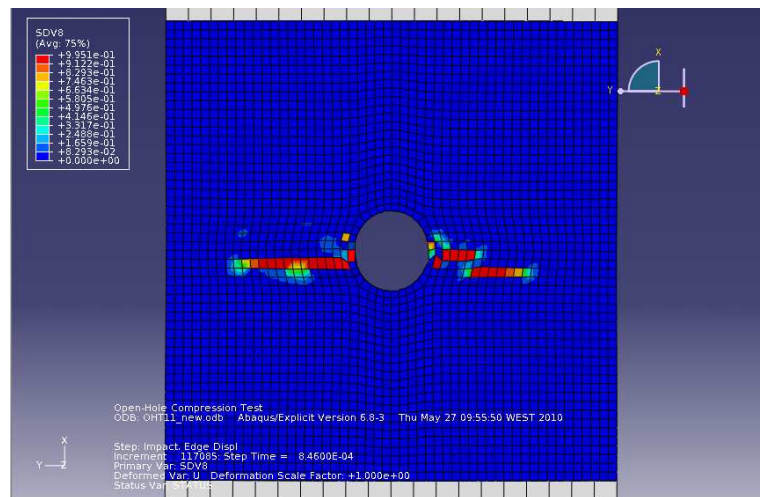 SDV8
(Avg: 75%)
+9.951e-01
+9.122e-01
+8.293e-01
+7.463e-01
+6.634e-01
+5.805e-01
+4.976e-01
+4.146e-01
+3.317e-01
+2.488e-01
+1.659e-01
+8.293e-02
+0.000e+00
X
Y
Z
Open-Hole Compression Test
ODB: OHT11_new.odb Abaqus/Explicit Version 6.8-3 Thu May 27 09:55:50 WEST 2010
X
Y
Z
Step: Impact, Edge Displ
Increment 117085: Step Time = 8.4600E-04
Primary Var: SDV8
Deformed Var: U Deformation Scale Factor: +1.000e+00
Status Var: STATUS